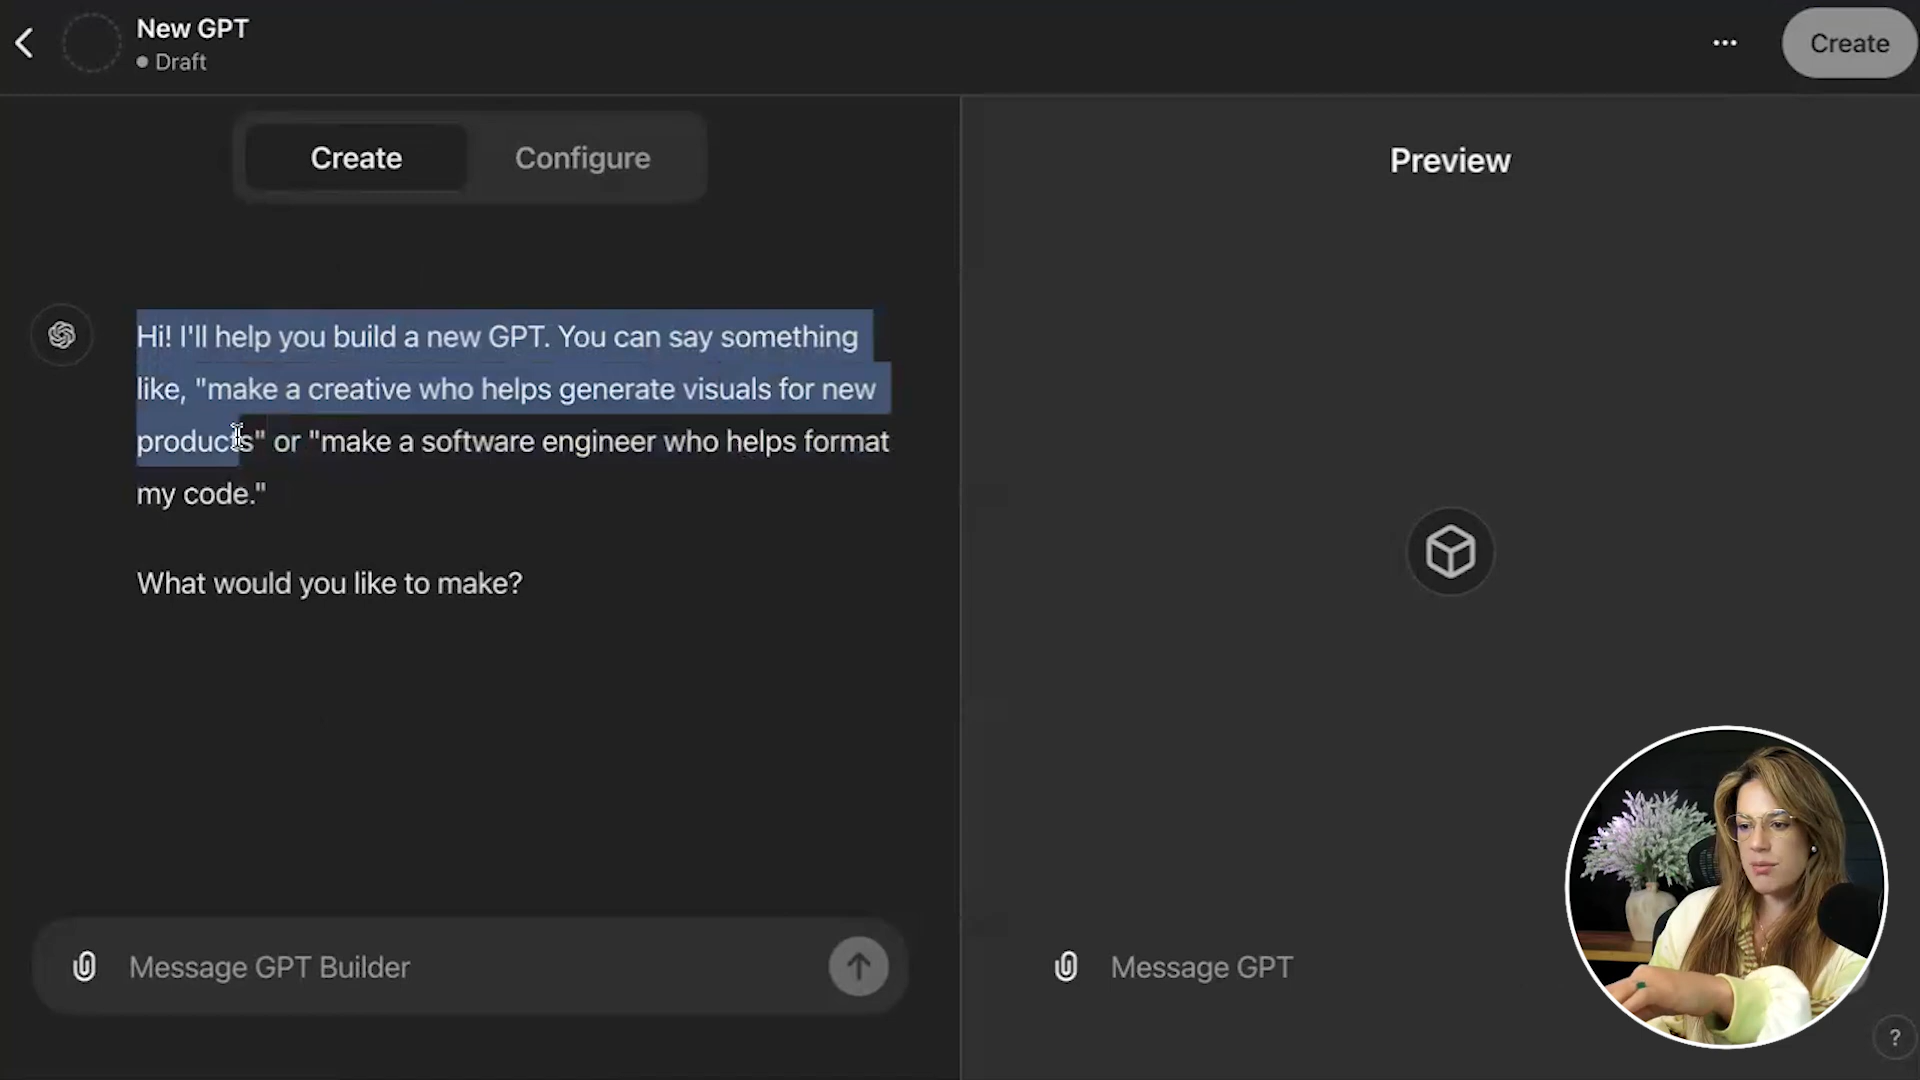 New GPT
Draft
...
Create
Create
Configure
Preview
Hi! I'll help you build a new GPT. You can say something
like, "make a creative who helps generate visuals for new
products" or "make a software engineer who helps format
my code."
What would you like to make?
Message GPT Builder
Message GPT
?